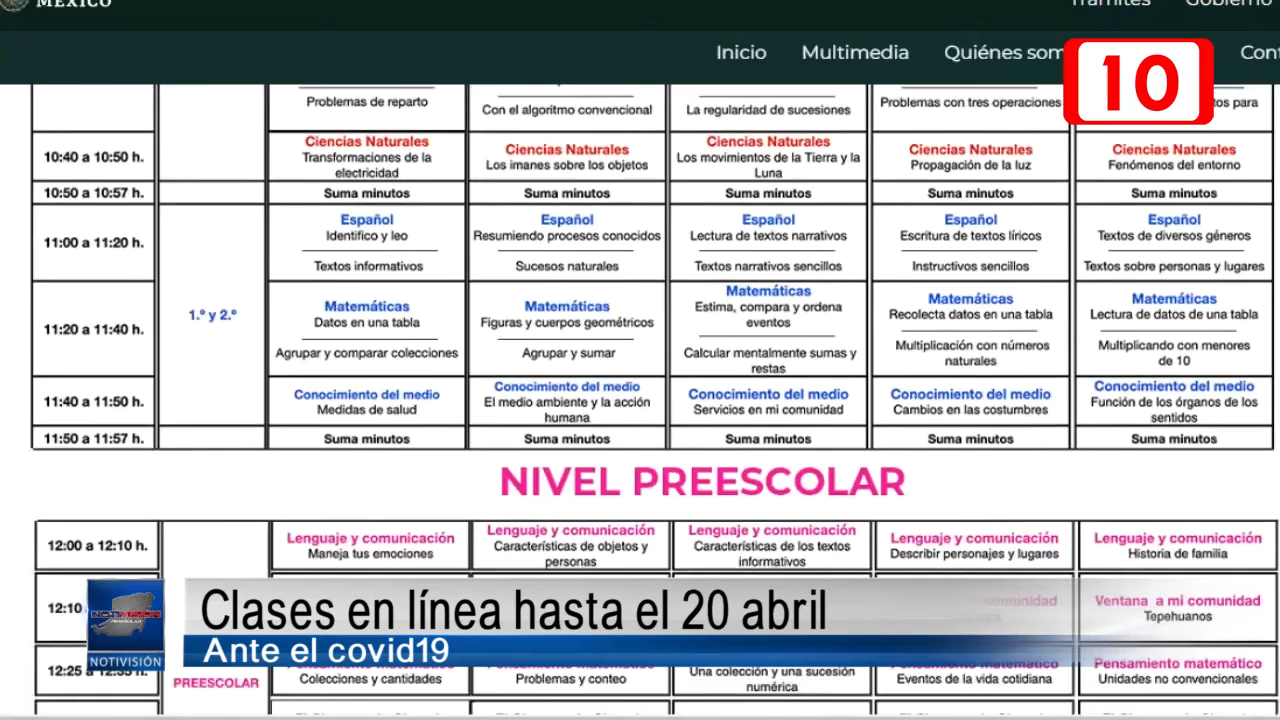 MÉXICO
Trámites Gobierno
Inicio Multimedia Quiénes som
10
Problemas de reparto
Con el algoritmo convencional
La regularidad de sucesiones
Problemas con tres operaciones
para
10:40 a 10:50 h.
Ciencias Naturales
Transformaciones de la
electricidad
Ciencias Naturales
Los imanes sobre los objetos
Ciencias Naturales
Los movimientos de la Tierra y la
Luna
Ciencias Naturales
Propagación de la luz
Ciencias Naturales
Fenómenos del entorno
10:50 a 10:57 h.
Suma minutos
Suma minutos
Suma minutos
Suma minutos
Suma minutos
1.º y 2.º
11:00 a 11:20 h.
Español
Identifico y leo
Textos informativos
Español
Resumiendo procesos conocidos
Sucesos naturales
Español
Lectura de textos narrativos
Textos narrativos sencillos
Español
Escritura de textos líricos
Instructivos sencillos
Español
Textos de diversos géneros
Textos sobre personas y lugares
11:20 a 11:40 h.
Matemáticas
Datos en una tabla
Agrupar y comparar colecciones
Matemáticas
Figuras y cuerpos geométricos
Agrupar y sumar
Matemáticas
Estima, compara y ordena
eventos
Calcular mentalmente sumas y
restas
Matemáticas
Recolecta datos en una tabla
Multiplicación con números
naturales
Matemáticas
Lectura de datos de una tabla
Multiplicando con menores
de 10
11:40 a 11:50 h.
Conocimiento del medio
Medidas de salud
Conocimiento del medio
El medio ambiente y la acción
humana
Conocimiento del medio
Servicios en mi comunidad
Conocimiento del medio
Cambios en las costumbres
Conocimiento del medio
Función de los órganos de los
sentidos
11:50 a 11:57 h.
Suma minutos
Suma minutos
Suma minutos
Suma minutos
Suma minutos
NIVEL PREESCOLAR
12:00 a 12:10 h.
Lenguaje y comunicación
Maneja tus emociones
Lenguaje y comunicación
Características de objetos y
personas
Lenguaje y comunicación
Características de los textos
informativos
Lenguaje y comunicación
Describir personajes y lugares
Lenguaje y comunicación
Historia de familia
12:10
Ventana a mi comunidad
Tepehuanos
Clases en línea hasta el 20 abril
Ante el covid19
NOTIVISIÓN
PENINSULAR
NOTIVISIÓN
12:25
PREESCOLAR
Colecciones y cantidades
Problemas y conteo
Una colección y una sucesión
numérica
Pensamiento matemático
Eventos de la vida cotidiana
Pensamiento matemático
Unidades no convencionales